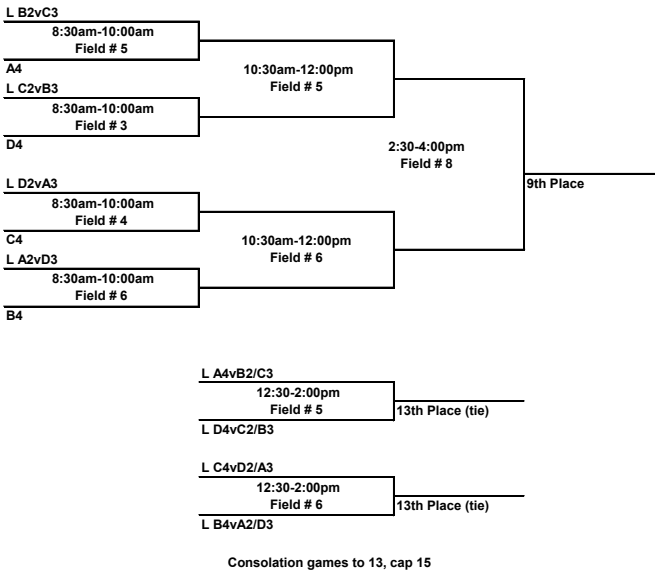 L B2vC3
8:30am-10:00am
Field # 5
A4
L C2vB3
8:30am-10:00am
Field # 3
D4
10:30am-12:00pm
Field # 5
L D2vA3
8:30am-10:00am
Field # 4
C4
L A2vD3
8:30am-10:00am
Field # 6
B4
10:30am-12:00pm
Field # 6
2:30-4:00pm
Field # 8
9th Place
L A4vB2/C3
12:30-2:00pm
Field # 5
L D4vC2/B3
13th Place (tie)
L C4vD2/A3
12:30-2:00pm
Field # 6
L B4vA2/D3
13th Place (tie)
Consolation games to 13, cap 15